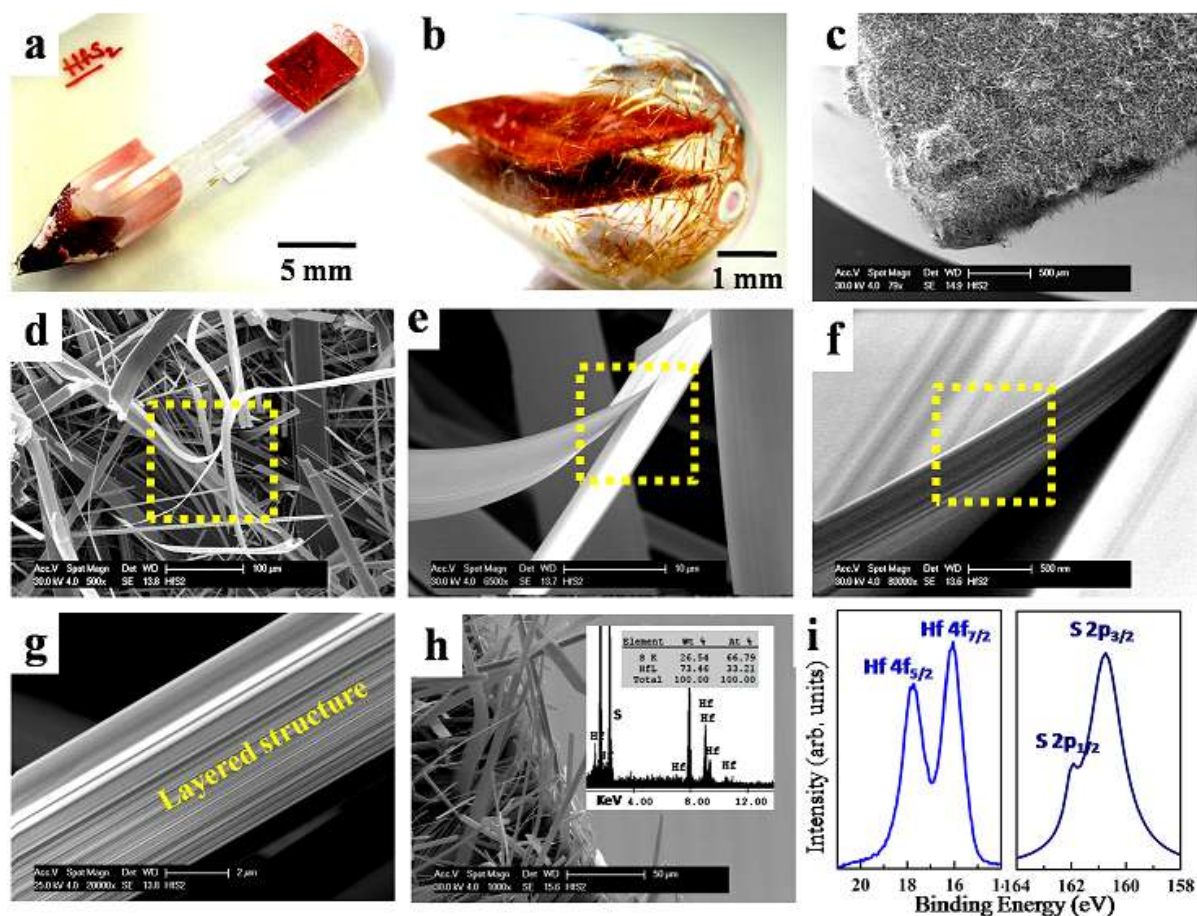 a
HfS2
5 mm
b
1 mm
c
Acc.V Spot Magn Det WD 500 µm
30.0 kV 4.0 79x SE 14.9 HfS2
d
Acc.V Spot Magn Det WD 100 µm
30.0 kV 4.0 500x SE 13.8 HfS2
e
Acc.V Spot Magn Det WD 10 µm
30.0 kV 4.0 6500x SE 13.7 HfS2
f
Acc.V Spot Magn Det WD 500 nm
30.0 kV 4.0 80000x SE 13.6 HfS2
g
Layered structure
Acc.V Spot Magn Det WD 2 µm
25.0 kV 4.0 20000x SE 13.8 HfS2
h
Element Wt % At %
S K 26.54 66.79
HfL 73.46 33.21
Total 100.00 100.00
S
Hf
Hf
Hf
Hf
Hf
Hf
KeV 4.00 8.00 12.00
Acc.V Spot Magn Det WD 50 µm
30.0 kV 4.0 1000x SE 15.6 HfS2
i
Hf 4f7/2
Hf 4f5/2
S 2p3/2
S 2p1/2
Intensity (arb. units)
20 18 16 14
164 162 160 158
Binding Energy (eV)